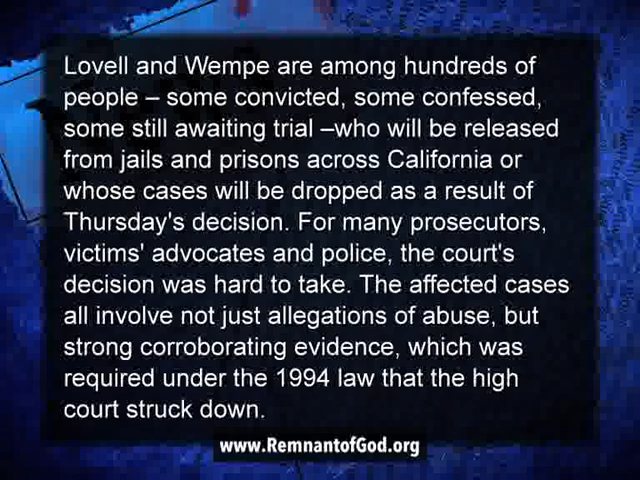 Lovell and Wempe are among hundreds of
people – some convicted, some confessed,
some still awaiting trial –who will be released
from jails and prisons across California or
whose cases will be dropped as a result of
Thursday's decision. For many prosecutors,
victims' advocates and police, the court's
decision was hard to take. The affected cases
all involve not just allegations of abuse, but
strong corroborating evidence, which was
required under the 1994 law that the high
court struck down.
www.RemnantofGod.org